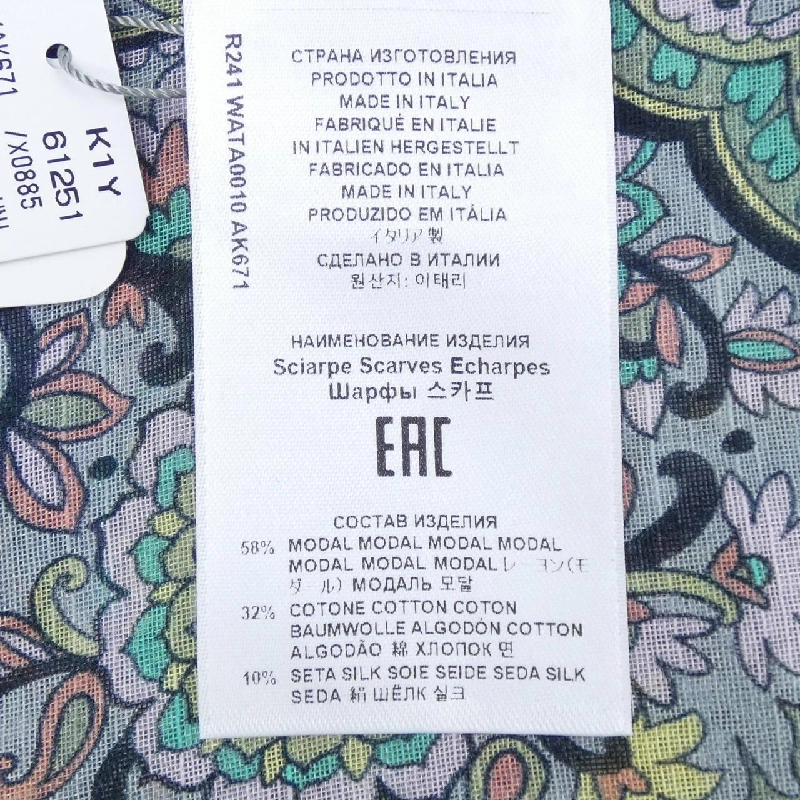 AK671
/X0885
61251
K1Y
R241 WATA0010 AK671
СТРАНА ИЗГОТОВЛЕНИЯ
PRODOTTO IN ITALIA
MADE IN ITALY
FABRIQUÉ EN ITALIE
IN ITALIEN HERGESTELLT
FABRICADO EN ITALIA
MADE IN ITALY
PRODUZIDO EM ITÁLIA
イタリア製
СДЕЛАНО В ИТАЛИИ
원산지: 이태리
НАИМЕНОВАНИЕ ИЗДЕЛИЯ
Sciarpe Scarves Echarpes
Шарфы 스카프
EAC
СОСТАВ ИЗДЕЛИЯ
58% MODAL MODAL MODAL MODAL
MODAL MODAL MODAL レーヨン(モ
ダール) МОДАЛЬ 모달
32% COTONE COTTON COTON
BAUMWOLLE ALGODÓN COTTON
ALGODÃO 綿 ХЛОПОК 면
10% SETA SILK SOIE SEIDE SEDA SILK
SEDA 絹 ШЁЛК 실크